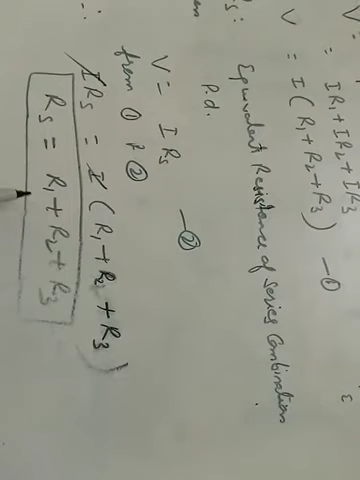 V = IR₁ + IR₂ + IR₃
V = I (R₁ + R₂ + R₃) — ①
Equivalent Resistance of Series Combination
P.d.
V = I Rs — ②
from ① & ②
I Rs = I (R₁ + R₂ + R₃)
Rs = R₁ + R₂ + R₃